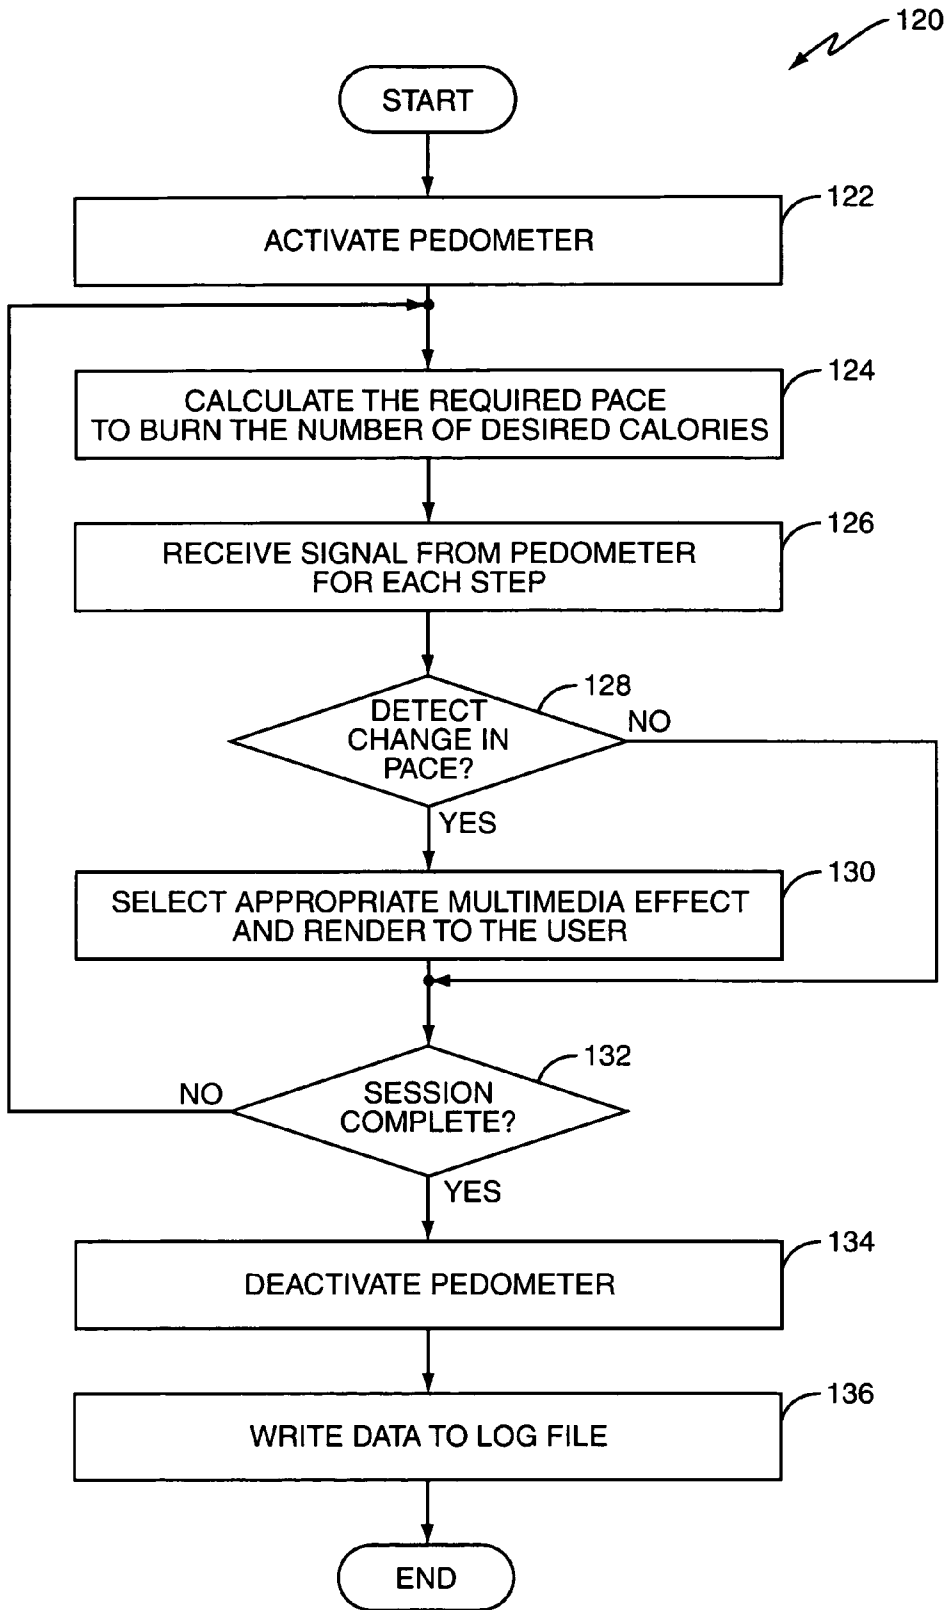 120
START
122
ACTIVATE PEDOMETER
124
CALCULATE THE REQUIRED PACE
TO BURN THE NUMBER OF DESIRED CALORIES
126
RECEIVE SIGNAL FROM PEDOMETER
FOR EACH STEP
128
DETECT
CHANGE IN
PACE?
NO
YES
130
SELECT APPROPRIATE MULTIMEDIA EFFECT
AND RENDER TO THE USER
132
NO
SESSION
COMPLETE?
YES
134
DEACTIVATE PEDOMETER
136
WRITE DATA TO LOG FILE
END